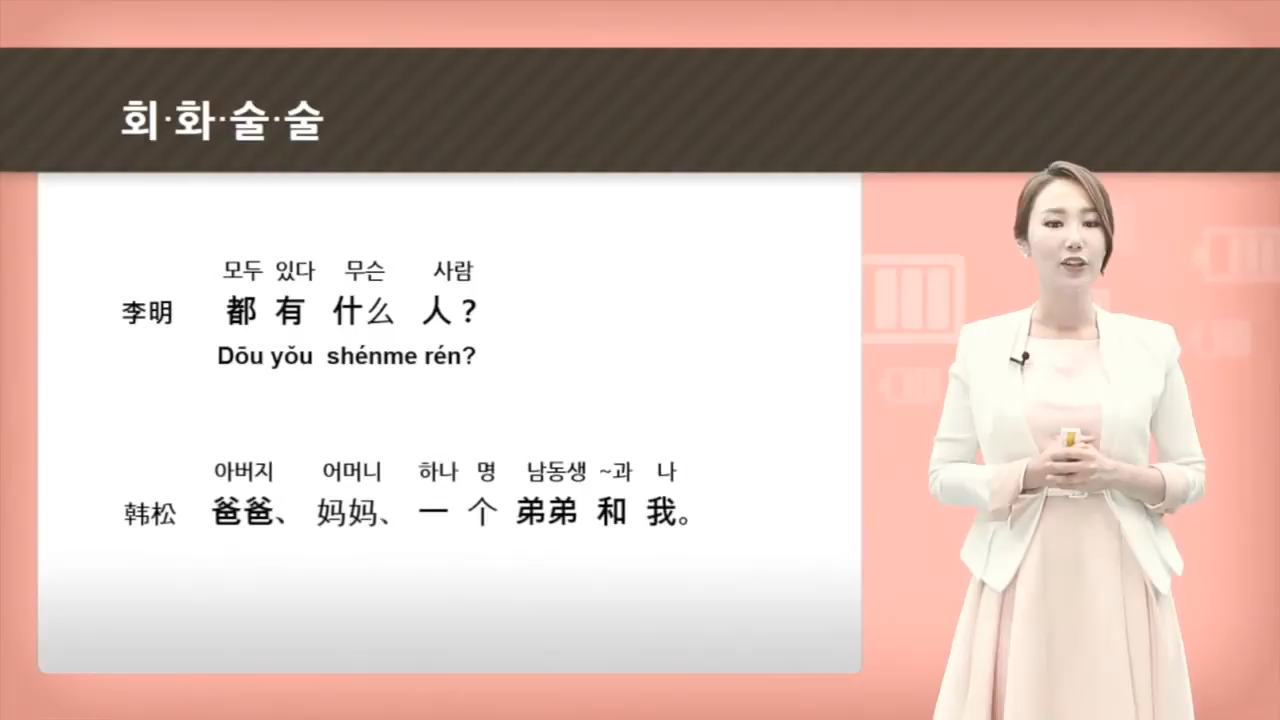 회·화·술·술
모두 있다 무슨 사람
李明 都 有 什么 人？
Dōu yǒu shénme rén?
아버지 어머니 하나 명 남동생 ~과 나
韩松 爸爸、 妈妈、 一 个 弟弟 和 我。